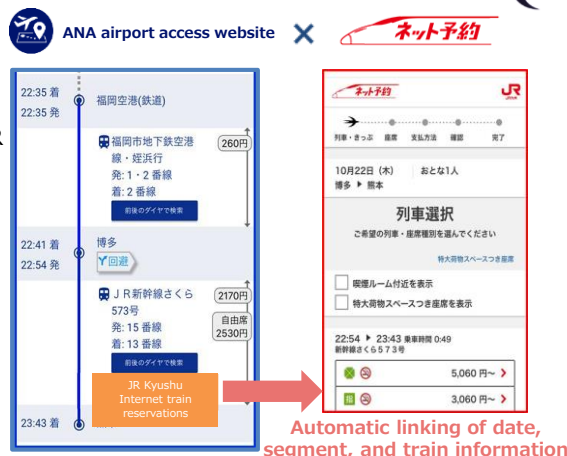 ANA airport access website × ネット予約
22:35 着
22:35 発
福岡空港(鉄道)
福岡市地下鉄空港
線・姪浜行
発: 1・2 番線
着: 2 番線
260円
前後のダイヤで検索
22:41 着
22:54 発
博多
回避
JR新幹線さくら
573号
発: 15 番線
着: 13 番線
2170円
自由席
2530円
前後のダイヤで検索
JR Kyushu
Internet train
reservations
23:43 着
ネット予約
JR
列車・きっぷ 座席 支払方法 確認 完了
10月22日 (木) おとな1人
博多 ▶ 熊本
列車選択
ご希望の列車・座席種別を選んでください
特大荷物スペースつき座席
喫煙ルーム付近を表示
特大荷物スペースつき座席を表示
22:54 ▶ 23:43 乗車時間 0:49
新幹線さくら573号
5,060 円～ >
指 3,060 円～ >
Automatic linking of date,
segment, and train information
R